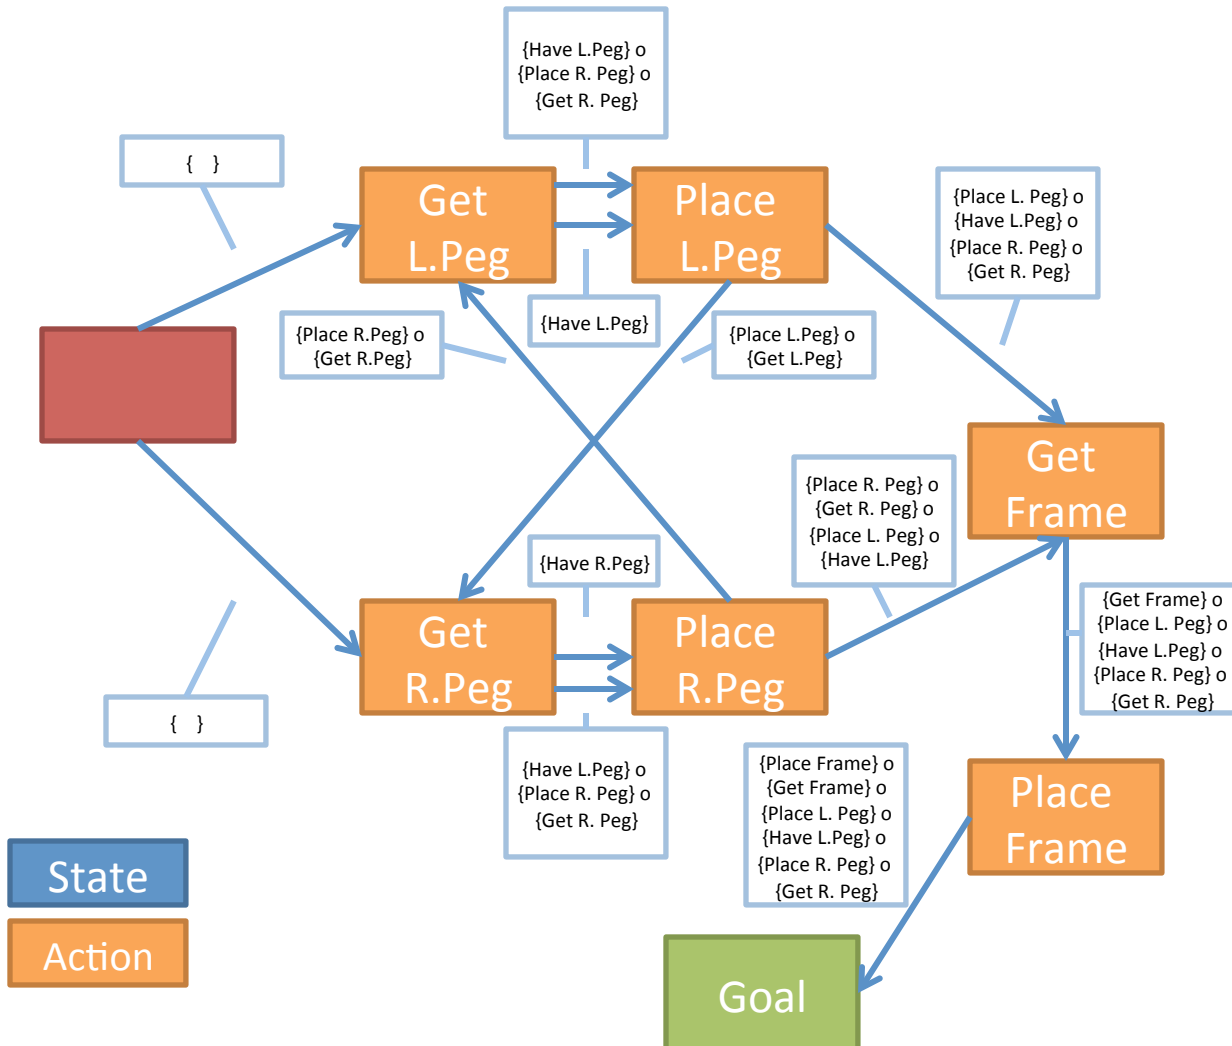 {Have L.Peg} o
{Place R. Peg} o
{Get R. Peg}
{   }
Get
L.Peg
Place
L.Peg
{Place L. Peg} o
{Have L.Peg} o
{Place R. Peg} o
{Get R. Peg}
{Place R.Peg} o
{Get R.Peg}
{Have L.Peg}
{Place L.Peg} o
{Get L.Peg}
Get
Frame
{Place R. Peg} o
{Get R. Peg} o
{Place L. Peg} o
{Have L.Peg}
{Have R.Peg}
Get
R.Peg
Place
R.Peg
{Get Frame} o
{Place L. Peg} o
{Have L.Peg} o
{Place R. Peg} o
{Get R. Peg}
{   }
{Have L.Peg} o
{Place R. Peg} o
{Get R. Peg}
{Place Frame} o
{Get Frame} o
{Place L. Peg} o
{Have L.Peg} o
{Place R. Peg} o
{Get R. Peg}
Place
Frame
State
Action
Goal